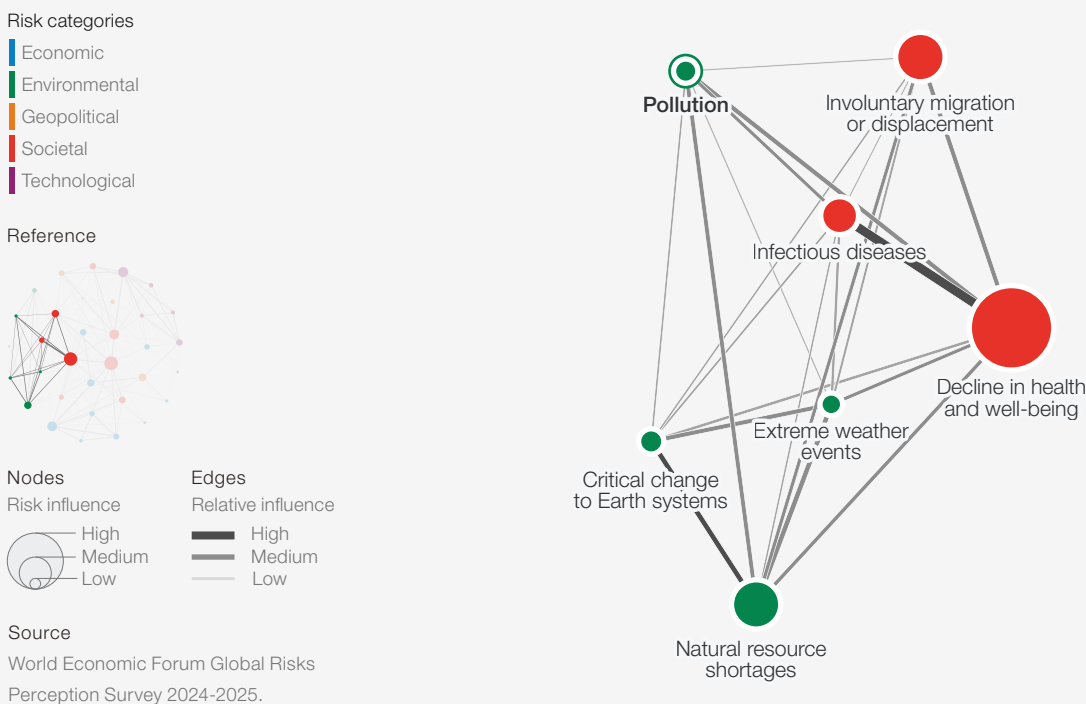 Risk categories
Economic
Environmental
Geopolitical
Societal
Technological
Reference
Nodes
Risk influence
High
Medium
Low
Edges
Relative influence
High
Medium
Low
Source
World Economic Forum Global Risks
Perception Survey 2024-2025.
Pollution
Involuntary migration
or displacement
Infectious diseases
Decline in health
and well-being
Extreme weather
events
Critical change
to Earth systems
Natural resource
shortages